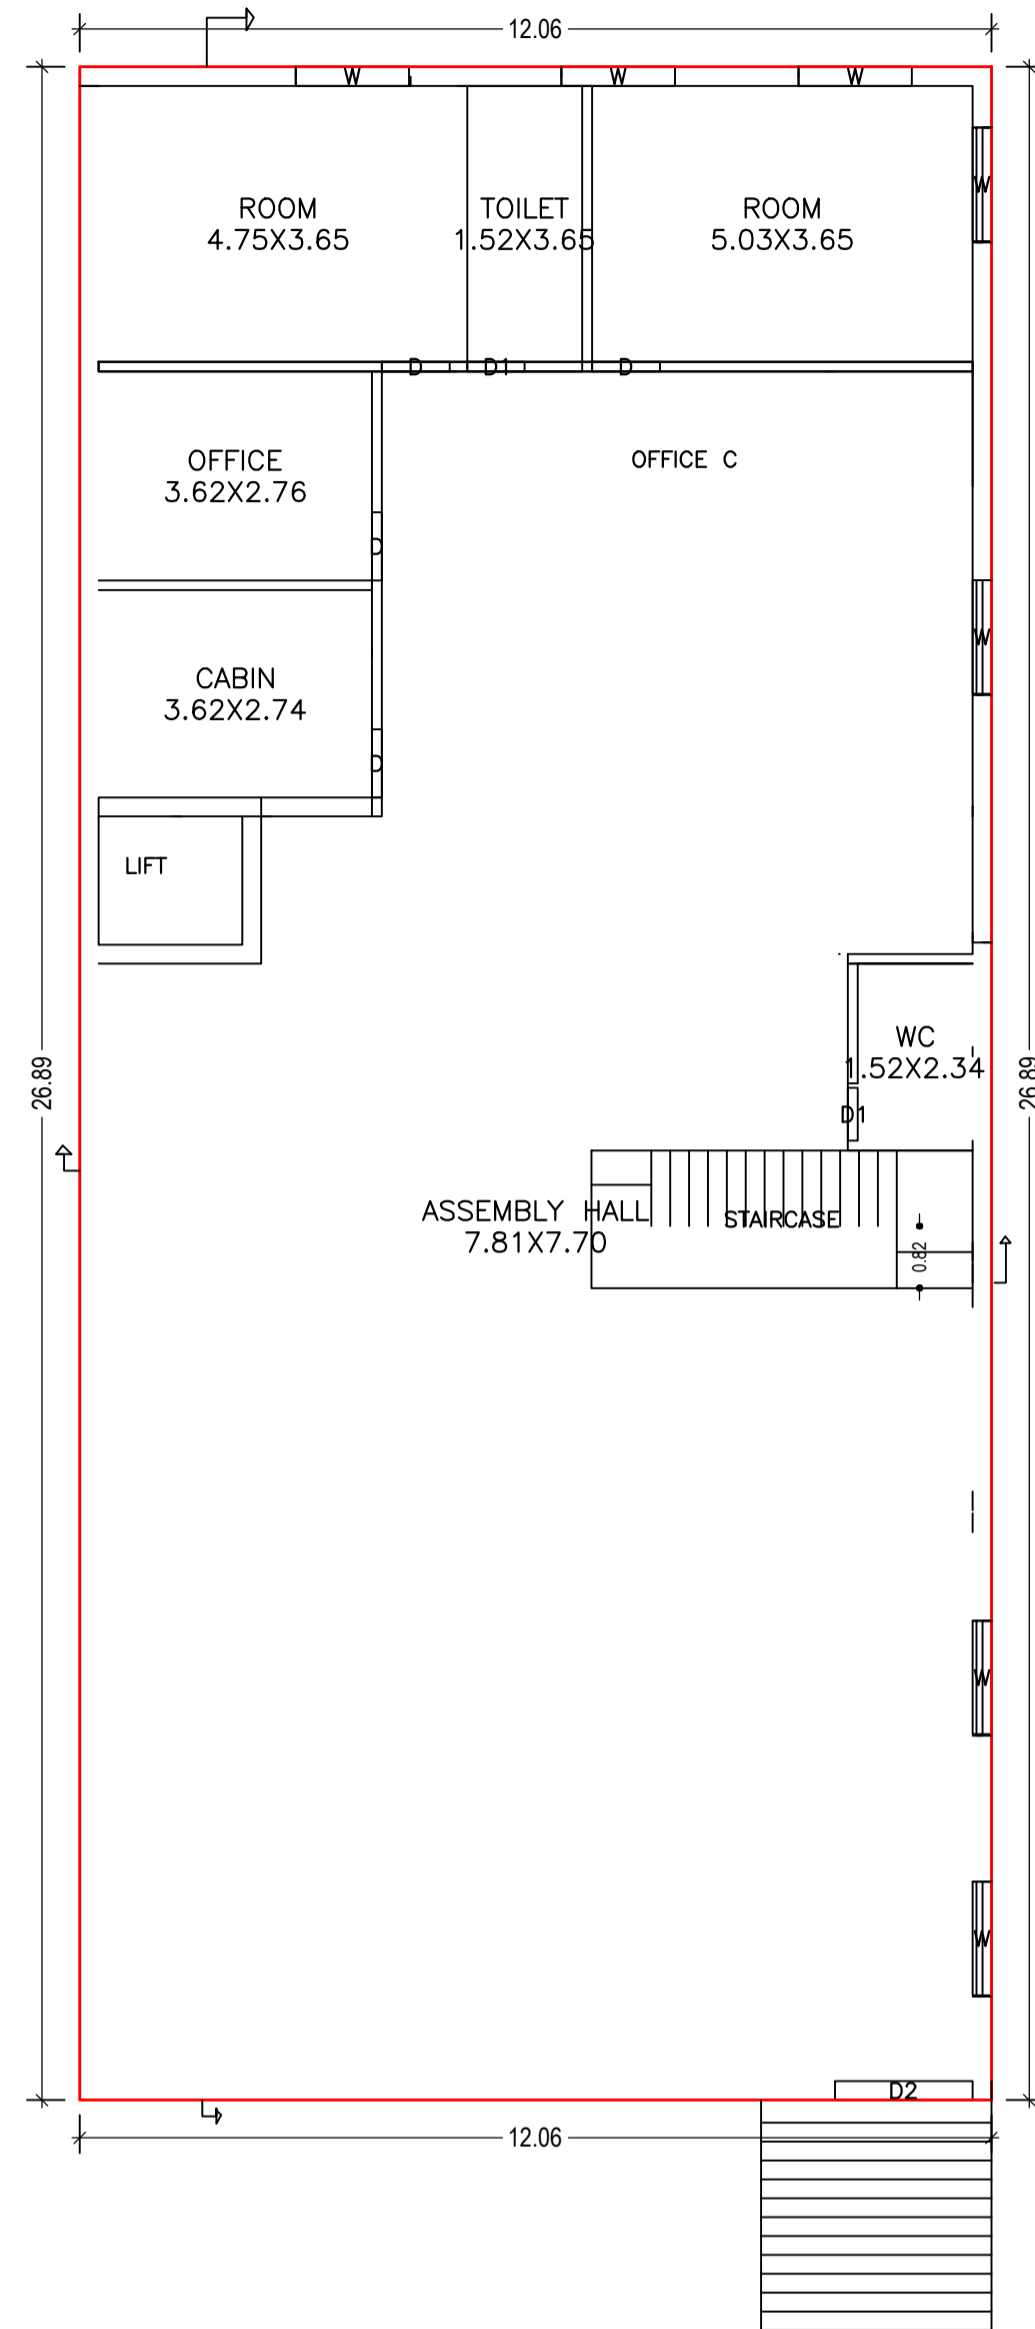 12.06
W W W
W
ROOM
4.75X3.65
TOILET
1.52X3.65
ROOM
5.03X3.65
D D1 D
OFFICE
3.62X2.76
OFFICE C
D
W
CABIN
3.62X2.74
D
LIFT
WC
1.52X2.34
26.89
26.89
D1
ASSEMBLY HALL
7.81X7.70
STAIRCASE
0.82
W
W
D2
12.06